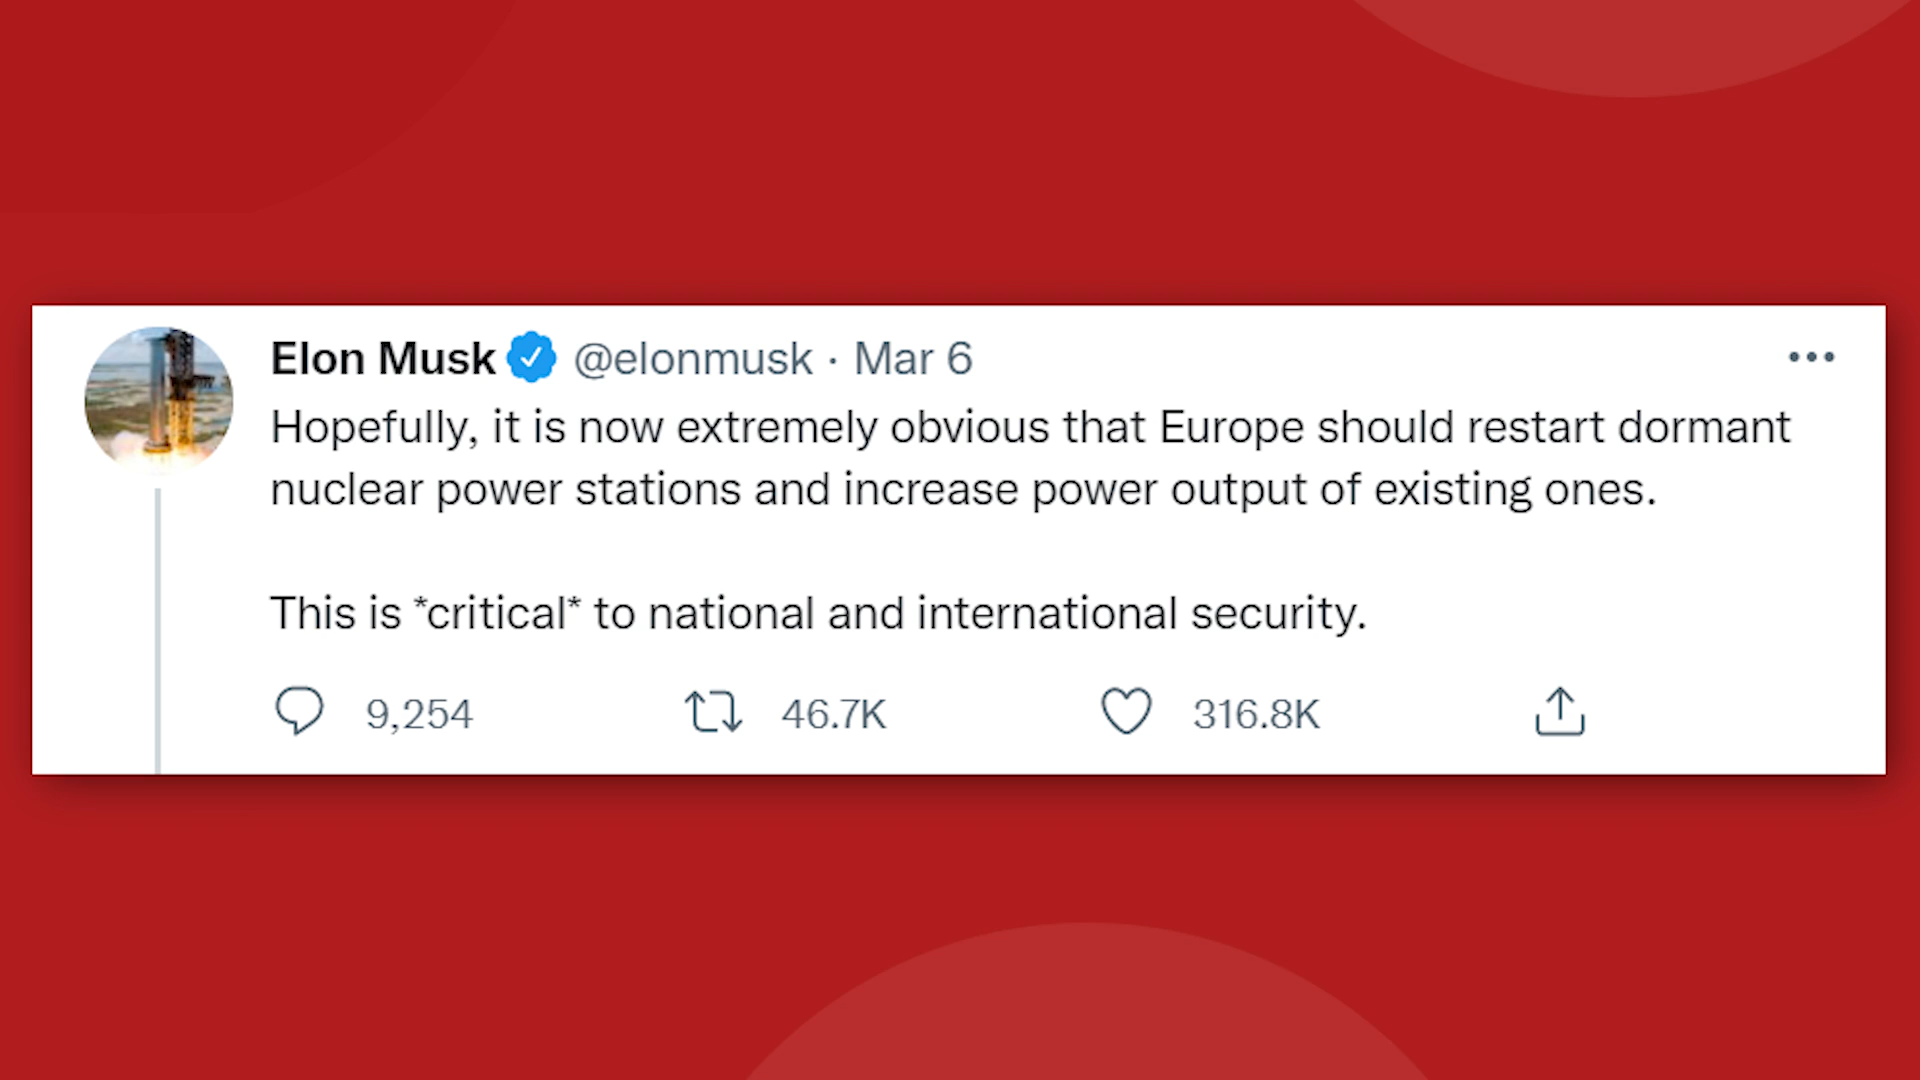 Elon Musk @elonmusk · Mar 6
Hopefully, it is now extremely obvious that Europe should restart dormant
nuclear power stations and increase power output of existing ones.
This is *critical* to national and international security.
9,254 46.7K 316.8K